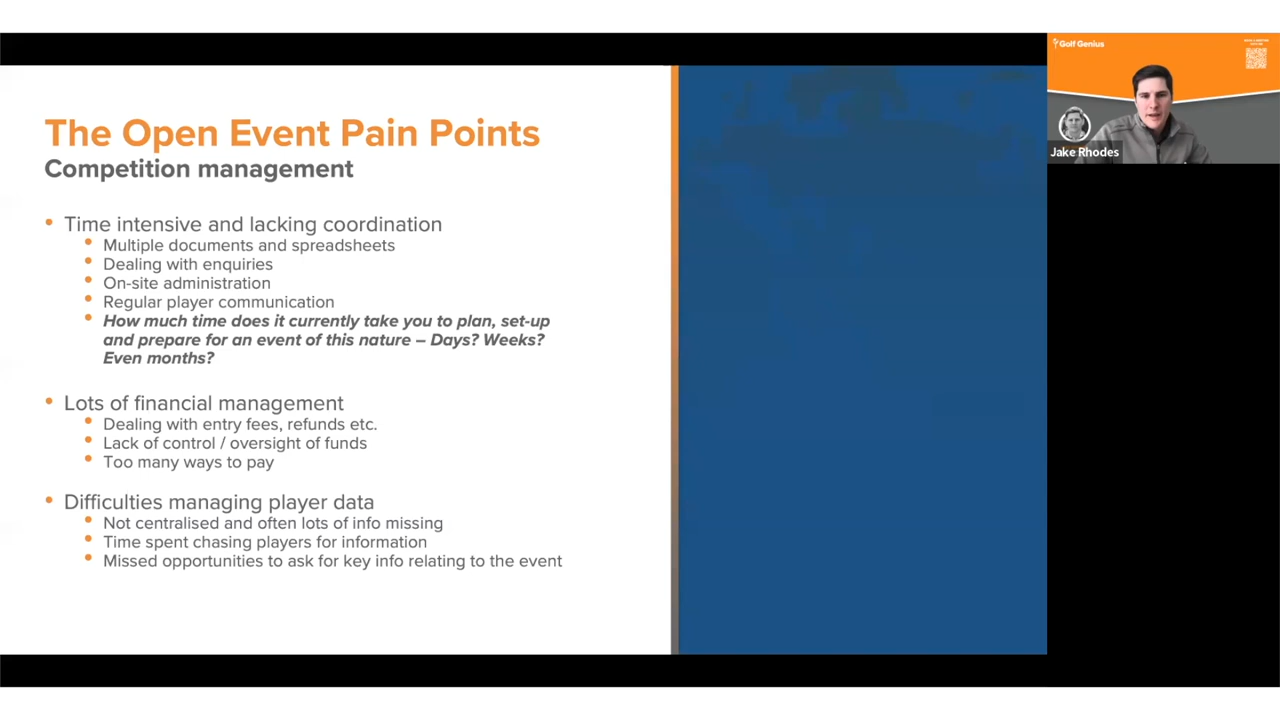 The Open Event Pain Points
Competition management
• Time intensive and lacking coordination
• Multiple documents and spreadsheets
• Dealing with enquiries
• On-site administration
• Regular player communication
• How much time does it currently take you to plan, set-up
and prepare for an event of this nature – Days? Weeks?
Even months?
• Lots of financial management
• Dealing with entry fees, refunds etc.
• Lack of control / oversight of funds
• Too many ways to pay
• Difficulties managing player data
• Not centralised and often lots of info missing
• Time spent chasing players for information
• Missed opportunities to ask for key info relating to the event
Golf Genius
Jake Rhodes